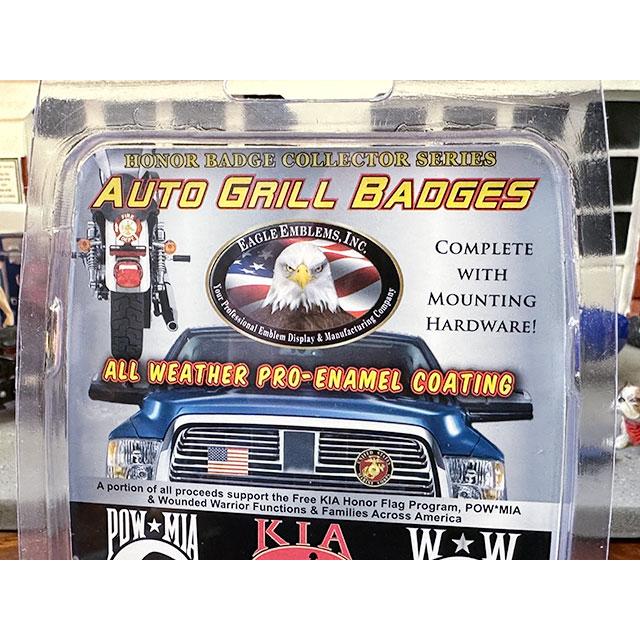 HONOR BADGE COLLECTOR SERIES
AUTO GRILL BADGES
EAGLE EMBLEMS, INC.
Your Professional Emblem Display & Manufacturing Company
COMPLETE
WITH
MOUNTING
HARDWARE!
ALL WEATHER PRO-ENAMEL COATING
A portion of all proceeds support the Free KIA Honor Flag Program, POW*MIA
& Wounded Warrior Functions & Families Across America
POW★MIA
KIA
W★W